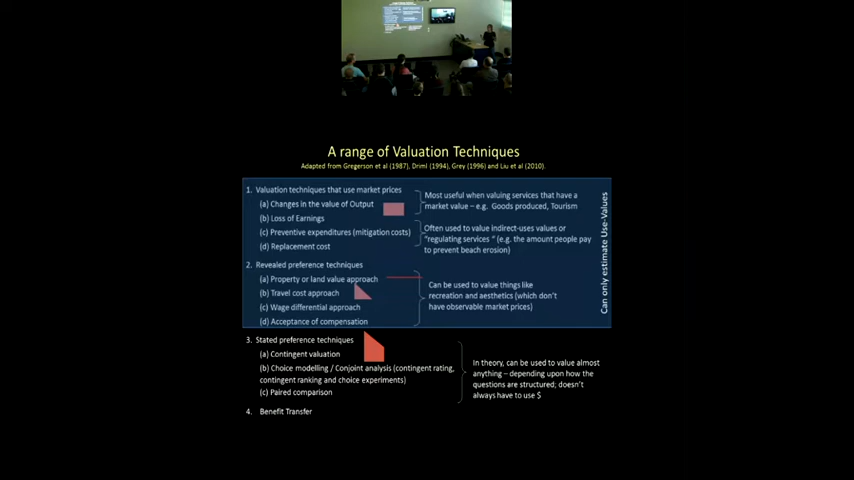 A range of Valuation Techniques
Adapted from Gregerson et al (1987), Driml (1994), Grey (1996) and Liu et al (2010).
1. Valuation techniques that use market prices
(a) Changes in the value of Output
(b) Loss of Earnings
(c) Preventive expenditures (mitigation costs)
(d) Replacement cost
Most useful when valuing services that have a
market value – e.g. Goods produced, Tourism
Often used to value indirect-uses values or
"regulating services " (e.g. the amount people pay
to prevent beach erosion)
2. Revealed preference techniques
(a) Property or land value approach
(b) Travel cost approach
(c) Wage differential approach
(d) Acceptance of compensation
Can be used to value things like
recreation and aesthetics (which don't
have observable market prices)
Can only estimate Use-Values
3. Stated preference techniques
(a) Contingent valuation
(b) Choice modelling / Conjoint analysis (contingent rating,
contingent ranking and choice experiments)
(c) Paired comparison
In theory, can be used to value almost
anything – depending upon how the
questions are structured; doesn't
always have to use $
4. Benefit Transfer